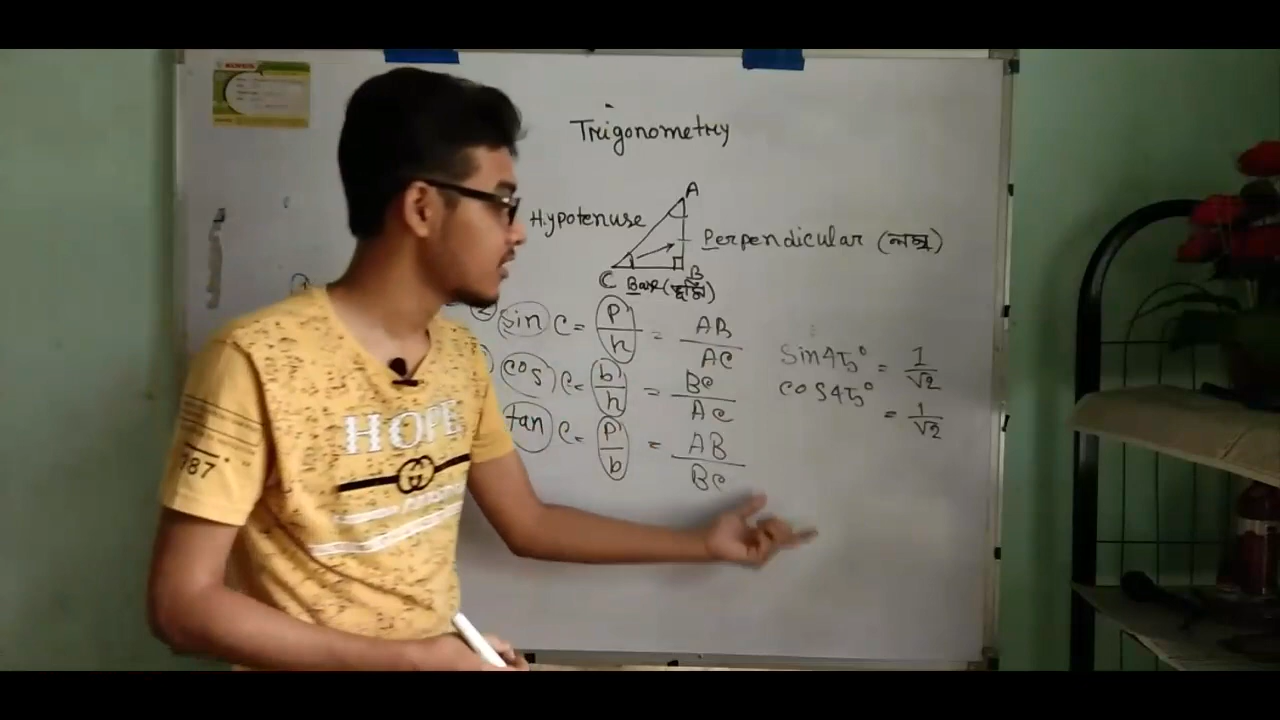 Trigonometry
A
Hypotenuse
Perpendicular (লম্ব)
C Base (ভূমি) B
sin C = p/h = AB/AC
cos C = b/h = BC/AC
tan C = p/b = AB/BC
sin 45° = 1/√2
cos 45° = 1/√2
HOPE
987